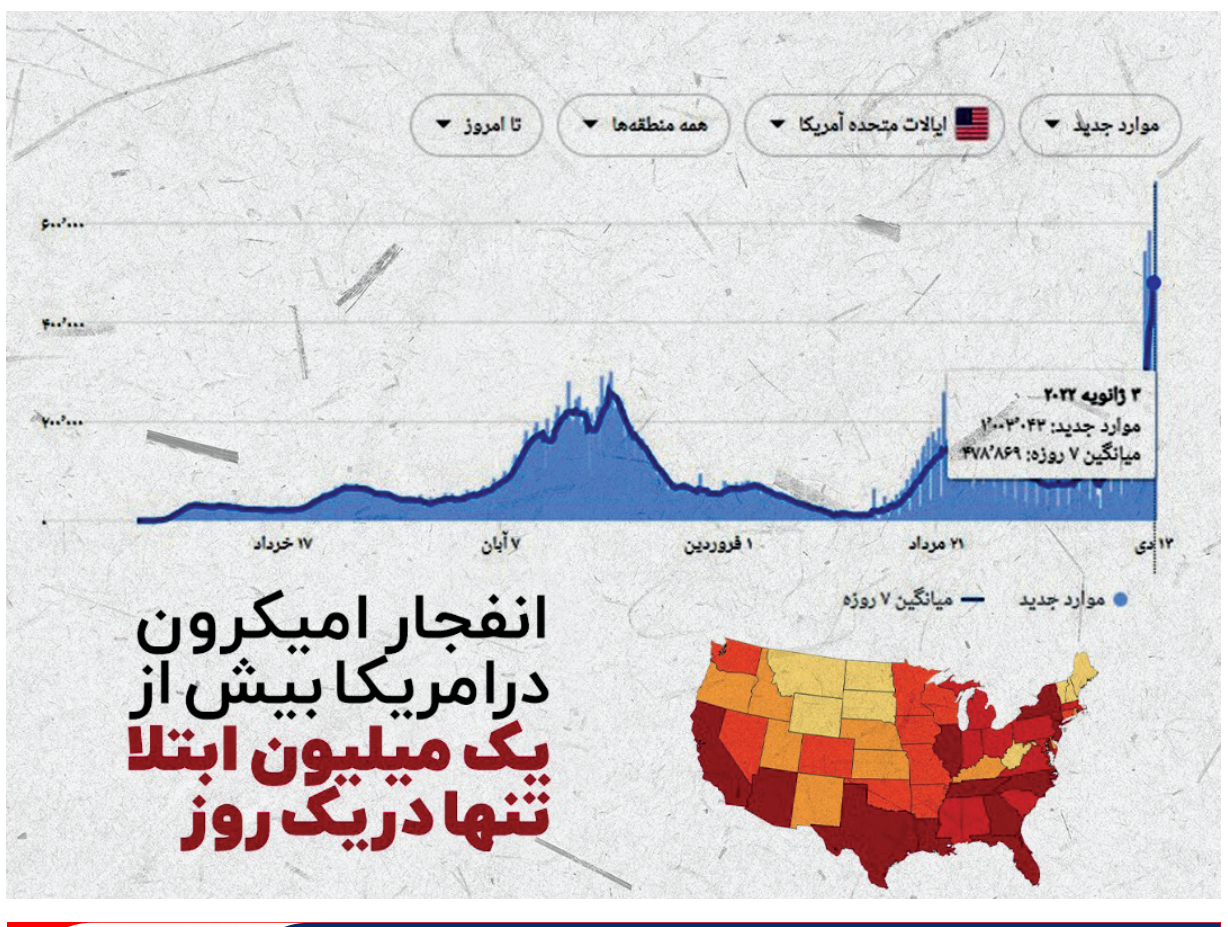 موارد جدید
ایالات متحده آمریکا
همه منطقه‌ها
تا امروز
۶۰۰٬۰۰۰
۴۰۰٬۰۰۰
۲۰۰٬۰۰۰
۰
۳ ژانویه ۲۰۲۲
موارد جدید: ۱٬۰۰۳٬۰۴۳
میانگین ۷ روزه: ۴۷۸٬۸۶۹
۱۷ خرداد
۷ آبان
۱ فروردین
۲۱ مرداد
۱۳ دی
موارد جدید
میانگین ۷ روزه
انفجار امیکرون
درامریکا بیش از
یک میلیون ابتلا
تنها دریک روز